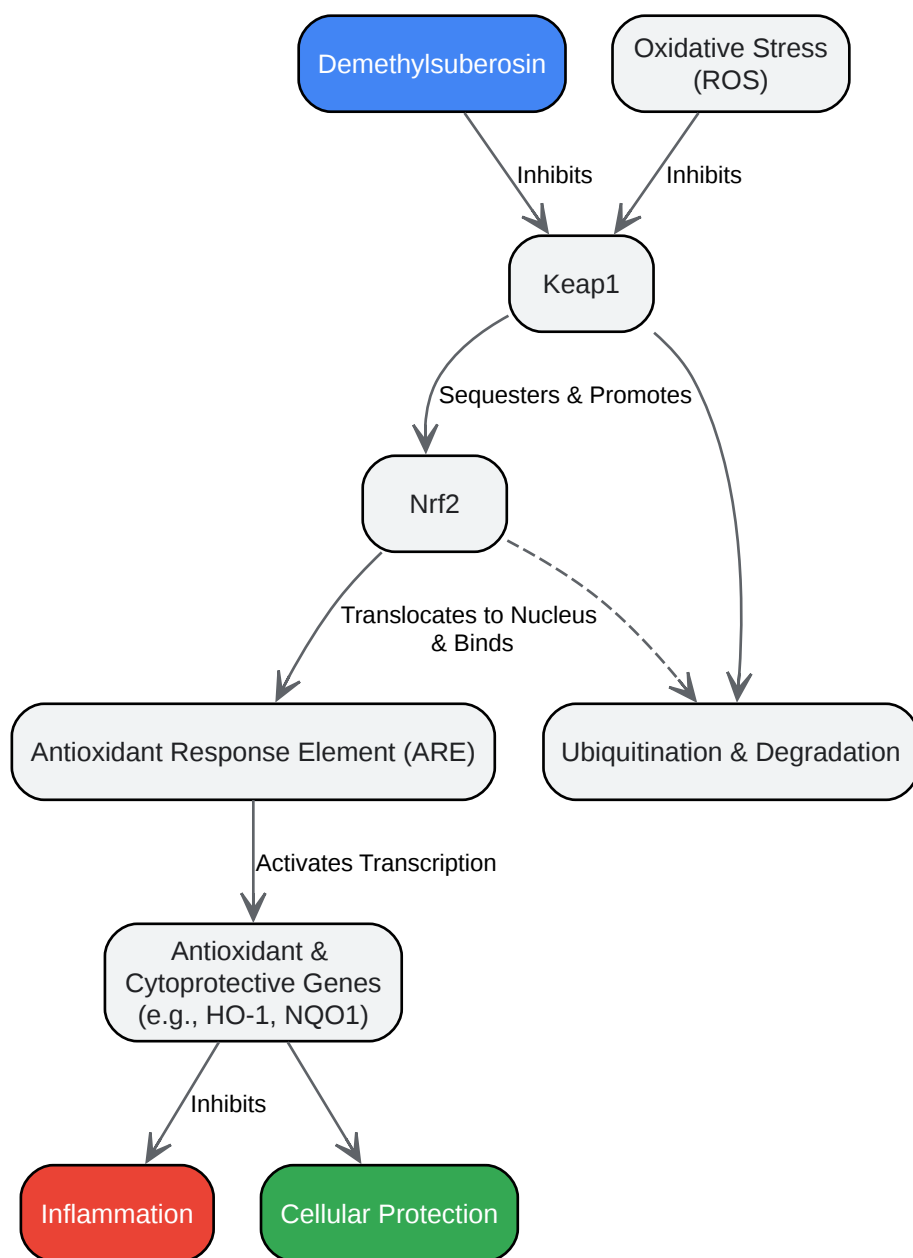 Demethylsuberosin
Oxidative Stress
(ROS)
Inhibits
Inhibits
Keap1
Sequesters & Promotes
Nrf2
Translocates to Nucleus
& Binds
Antioxidant Response Element (ARE)
Ubiquitination & Degradation
Activates Transcription
Antioxidant &
Cytoprotective Genes
(e.g., HO-1, NQO1)
Inhibits
Inflammation
Cellular Protection